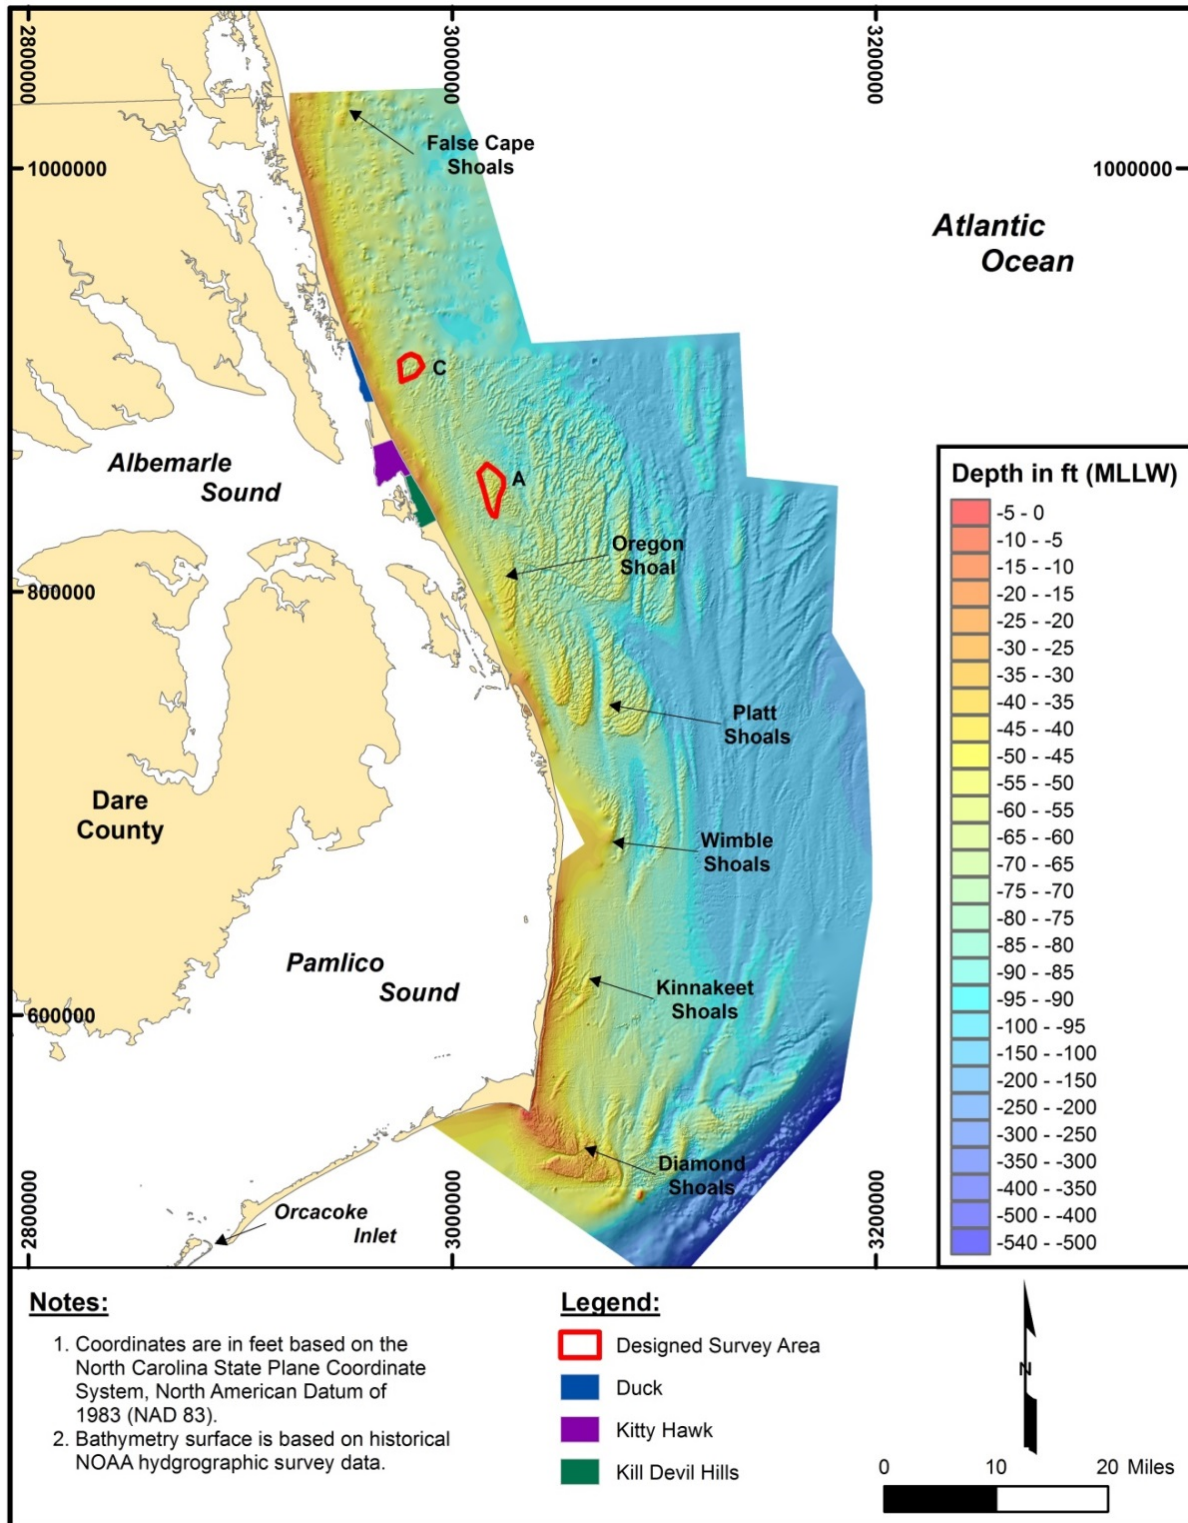 2800000
3000000
3200000
False Cape
Shoals
1000000
1000000
Atlantic
Ocean
C
Albemarle
Sound
A
Oregon
Shoal
800000
Platt
Shoals
Dare
County
Wimble
Shoals
Pamlico
Sound
Kinnakeet
Shoals
600000
Diamond
Shoals
Orcacoke
Inlet
2800000
3000000
3200000
Depth in ft (MLLW)
-5 - 0
-10 - -5
-15 - -10
-20 - -15
-25 - -20
-30 - -25
-35 - -30
-40 - -35
-45 - -40
-50 - -45
-55 - -50
-60 - -55
-65 - -60
-70 - -65
-75 - -70
-80 - -75
-85 - -80
-90 - -85
-95 - -90
-100 - -95
-150 - -100
-200 - -150
-250 - -200
-300 - -250
-350 - -300
-400 - -350
-500 - -400
-540 - -500
Notes:
1. Coordinates are in feet based on the
North Carolina State Plane Coordinate
System, North American Datum of
1983 (NAD 83).
2. Bathymetry surface is based on historical
NOAA hydgrographic survey data.
Legend:
Designed Survey Area
Duck
Kitty Hawk
Kill Devil Hills
N
0 10 20 Miles